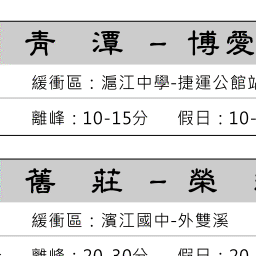 青 潭 - 博愛
緩衝區：滬江中學-捷運公館站
離峰：10-15分 假日：10-
舊 莊 - 榮
緩衝區：濱江國中-外雙溪
離峰：20-30分 假日：20